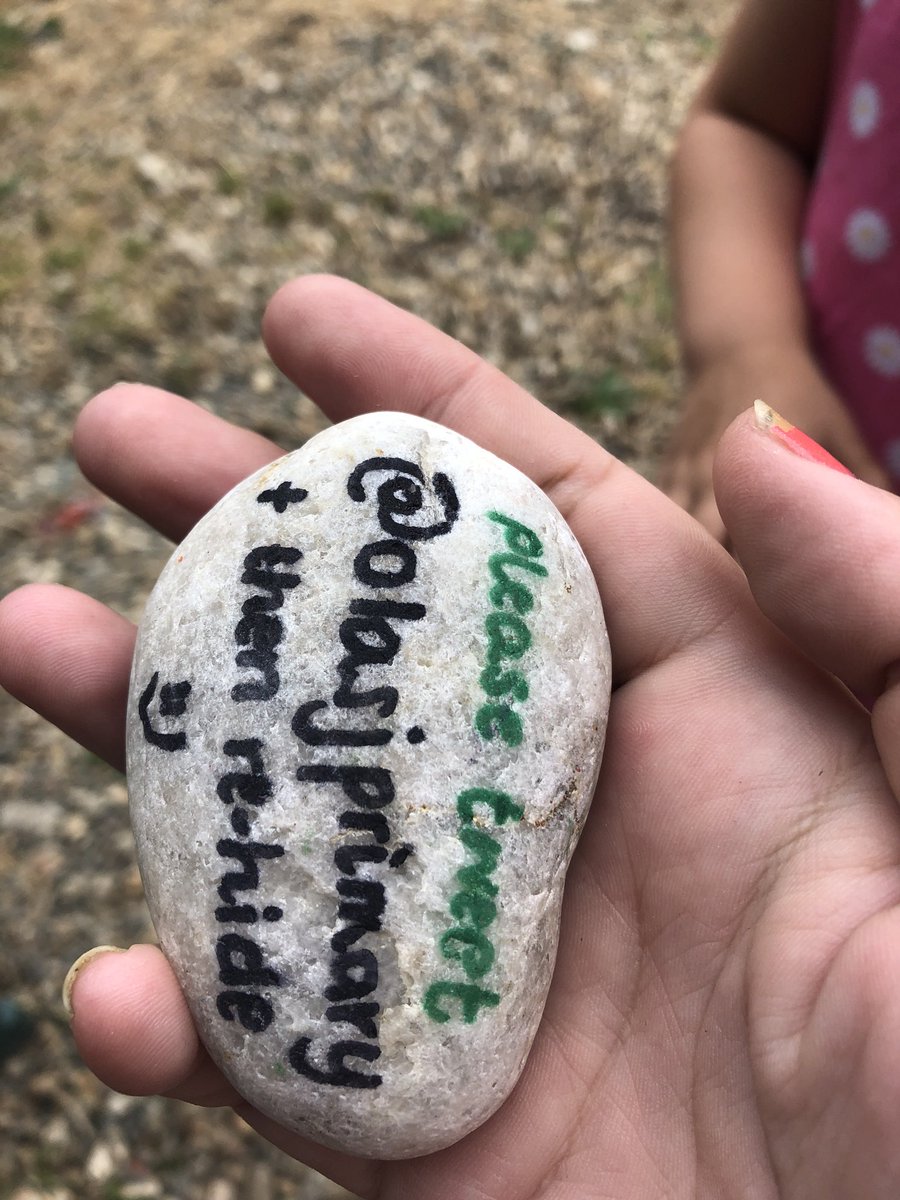 please tweet
@olasjprimary
+ then re-hide
:)